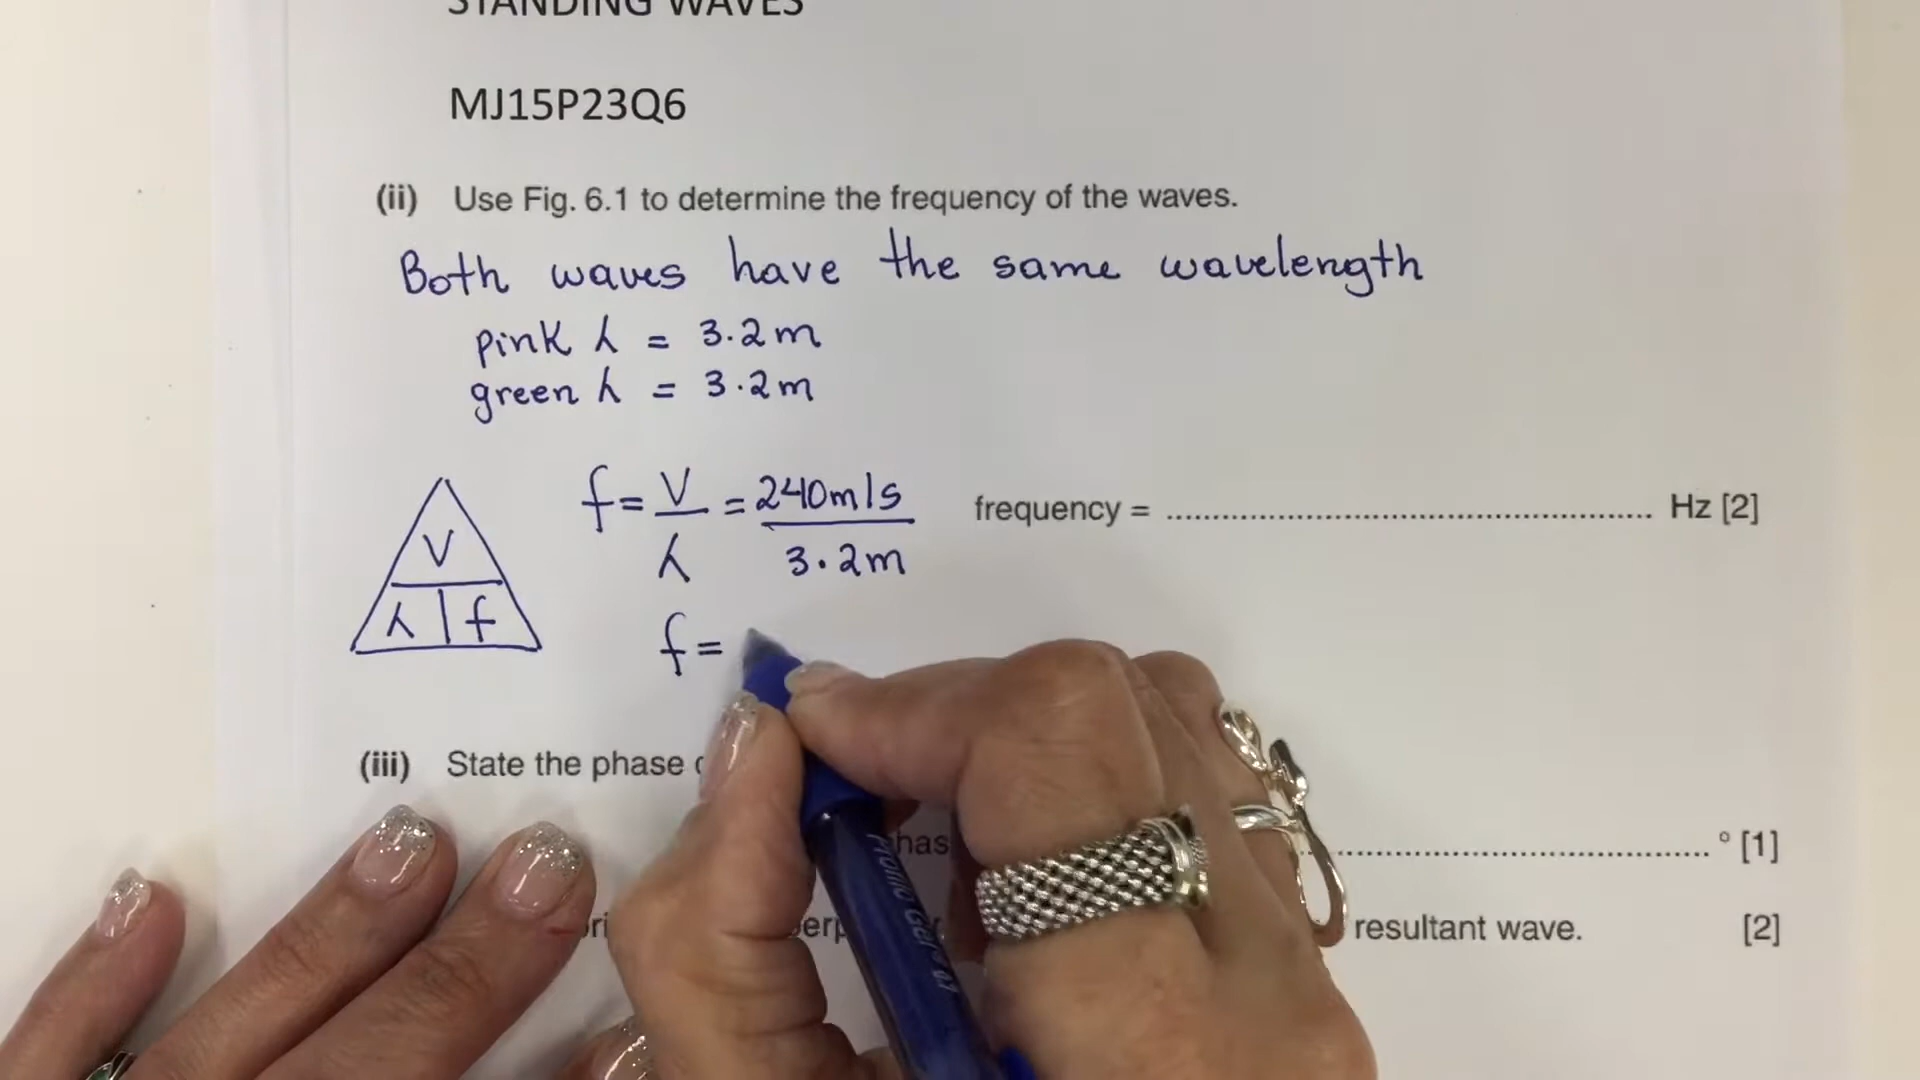 STANDING WAVES
MJ15P23Q6
(ii) Use Fig. 6.1 to determine the frequency of the waves.
Both waves have the same wavelength
pink λ = 3.2m
green λ = 3.2m
f = V/λ = 240m/s / 3.2m
frequency = ........................ Hz [2]
V
λ | f
f =
(iii) State the phase
° [1]
resultant wave. [2]